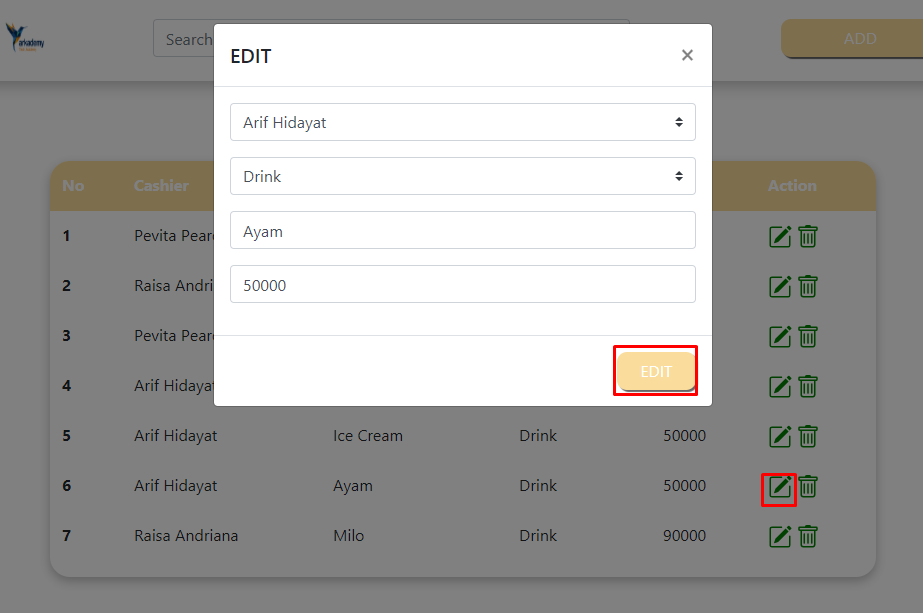 arkademy
Search
ADD
EDIT
×
Arif Hidayat
Drink
Ayam
50000
EDIT
No Cashier Action
1 Pevita Pear
2 Raisa Andri
3 Pevita Pear
4 Arif Hidayat
5 Arif Hidayat Ice Cream Drink 50000
6 Arif Hidayat Ayam Drink 50000
7 Raisa Andriana Milo Drink 90000